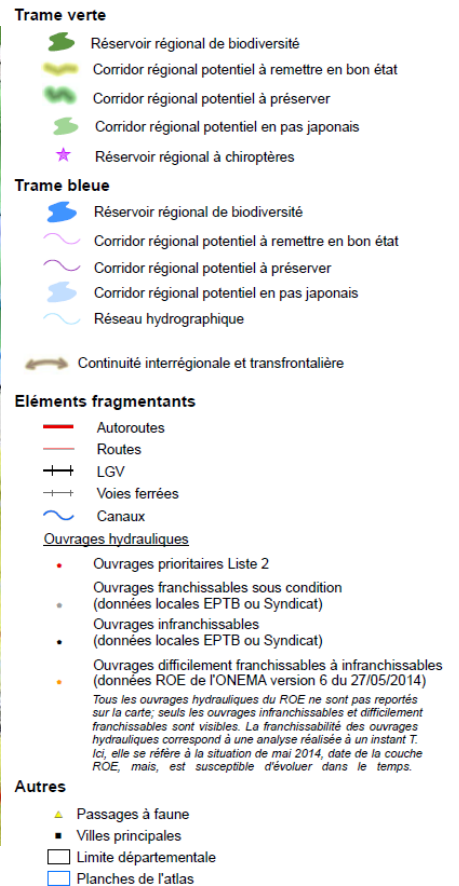 Trame verte
Réservoir régional de biodiversité
Corridor régional potentiel à remettre en bon état
Corridor régional potentiel à préserver
Corridor régional potentiel en pas japonais
Réservoir régional à chiroptères
Trame bleue
Réservoir régional de biodiversité
Corridor régional potentiel à remettre en bon état
Corridor régional potentiel à préserver
Corridor régional potentiel en pas japonais
Réseau hydrographique
Continuité interrégionale et transfrontalière
Eléments fragmentants
Autoroutes
Routes
LGV
Voies ferrées
Canaux
Ouvrages hydrauliques
Ouvrages prioritaires Liste 2
Ouvrages franchissables sous condition
(données locales EPTB ou Syndicat)
Ouvrages infranchissables
(données locales EPTB ou Syndicat)
Ouvrages difficilement franchissables à infranchissables
(données ROE de l'ONEMA version 6 du 27/05/2014)
Tous les ouvrages hydrauliques du ROE ne sont pas reportés
sur la carte; seuls les ouvrages infranchissables et difficilement
franchissables sont visibles. La franchissabilité des ouvrages
hydrauliques correspond à une analyse réalisée à un instant T.
Ici, elle se réfère à la situation de mai 2014, date de la couche
ROE, mais, est susceptible d'évoluer dans le temps.
Autres
Passages à faune
Villes principales
Limite départementale
Planches de l'atlas